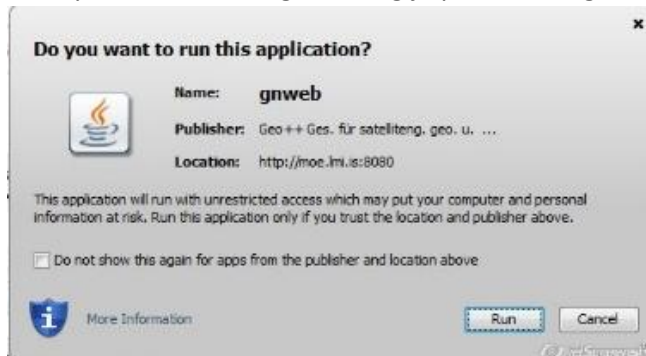 Do you want to run this application?
Name: gnweb
Publisher: Geo++ Ges. für satelliteng. geo. u. ...
Location: http://moe.lmi.is:8080
This application will run with unrestricted access which may put your computer and personal
information at risk. Run this application only if you trust the location and publisher above.
Do not show this again for apps from the publisher and location above
More Information
Run Cancel